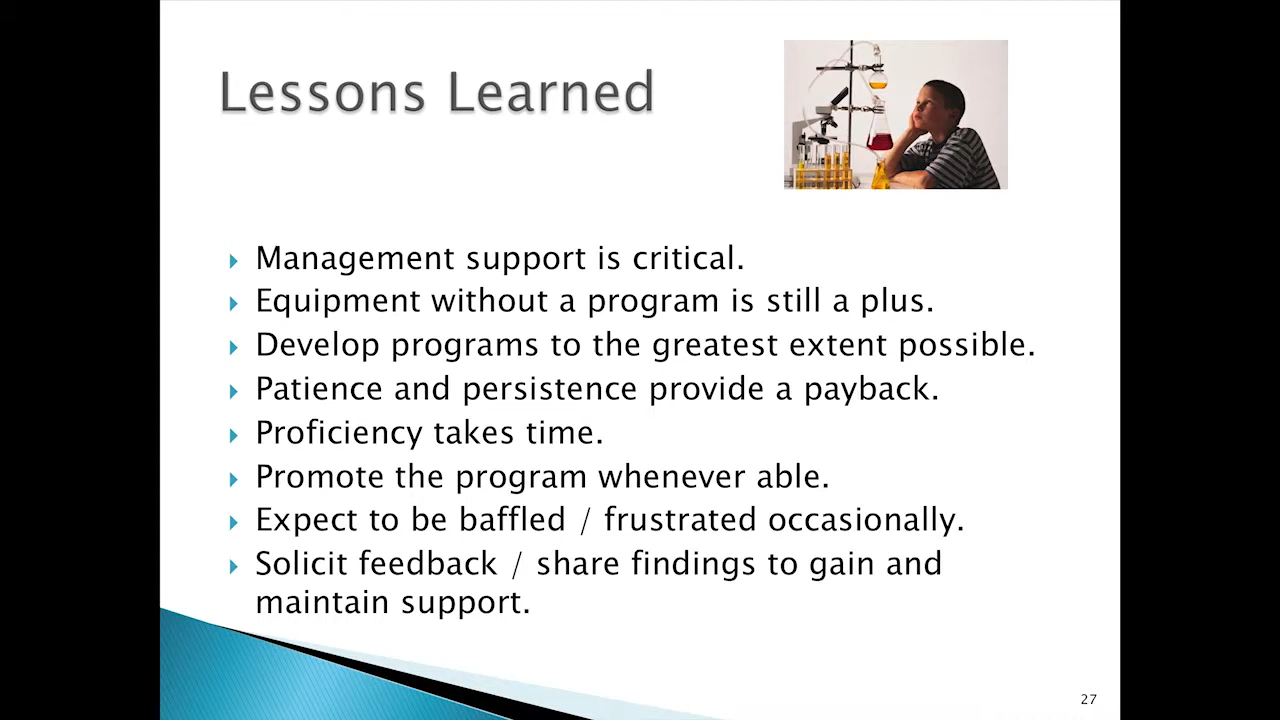 Lessons Learned
Management support is critical.
Equipment without a program is still a plus.
Develop programs to the greatest extent possible.
Patience and persistence provide a payback.
Proficiency takes time.
Promote the program whenever able.
Expect to be baffled / frustrated occasionally.
Solicit feedback / share findings to gain and
maintain support.
27